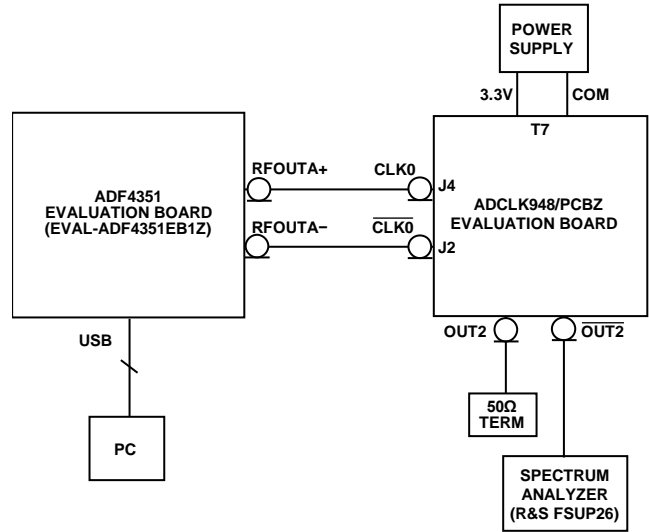 POWER
SUPPLY
3.3V
COM
T7
ADF4351
EVALUATION BOARD
(EVAL-ADF4351EB1Z)
RFOUTA+
CLK0
J4
ADCLK948/PCBZ
EVALUATION BOARD
RFOUTA−
CLK0
J2
USB
OUT2
OUT2
PC
50Ω
TERM
SPECTRUM
ANALYZER
(R&S FSUP26)